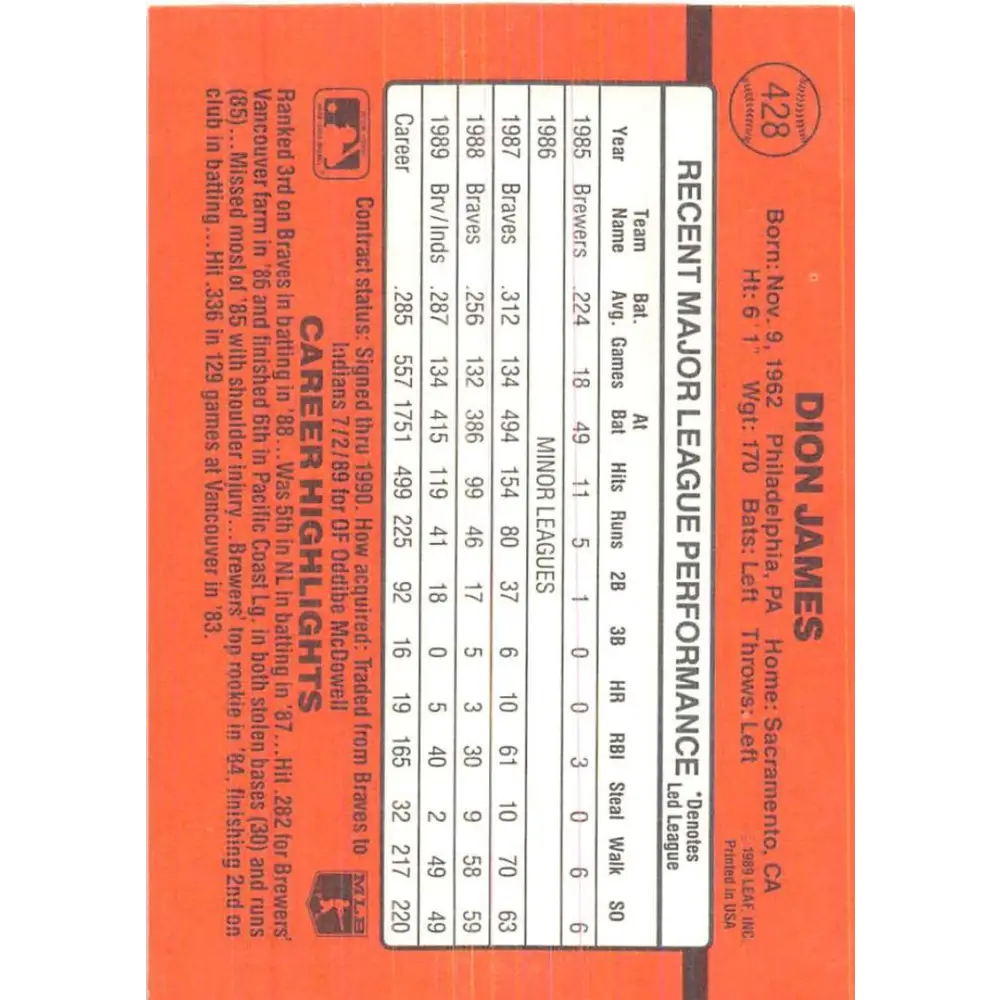 428
DION JAMES
Born: Nov. 9, 1962 Philadelphia, PA Home: Sacramento, CA
Ht: 6'1" Wgt: 170 Bats: Left Throws: Left
1989 LEAF, INC.
Printed in USA
RECENT MAJOR LEAGUE PERFORMANCE *Denotes Led League
Year Team Name Bat. Avg. Games At Bat Hits Runs 2B 3B HR RBI Steal Walk SO
1985 Brewers .224 18 49 11 5 1 0 0 3 0 6 6
1986 MINOR LEAGUES
1987 Braves .312 134 494 154 80 37 6 10 61 10 70 63
1988 Braves .256 132 386 99 46 17 5 3 30 9 58 59
1989 Brv/Inds .287 134 415 119 41 18 0 5 40 2 49 49
Career .285 557 1751 499 225 92 16 19 165 32 217 220
Contract status: Signed thru 1990. How acquired: Traded from Braves to
Indians 7/2/89 for OF Oddibe McDowell
MLB
CAREER HIGHLIGHTS
Ranked 3rd on Braves in batting in '88...Was 5th in NL in batting in '87...Hit .282 for Brewers'
Vancouver farm in '86 and finished 6th in Pacific Coast Lg. in both stolen bases (30) and runs
(85)...Missed most of '85 with shoulder injury...Brewers' top rookie in '84, finishing 2nd on
club in batting...Hit .336 in 129 games at Vancouver in '83.